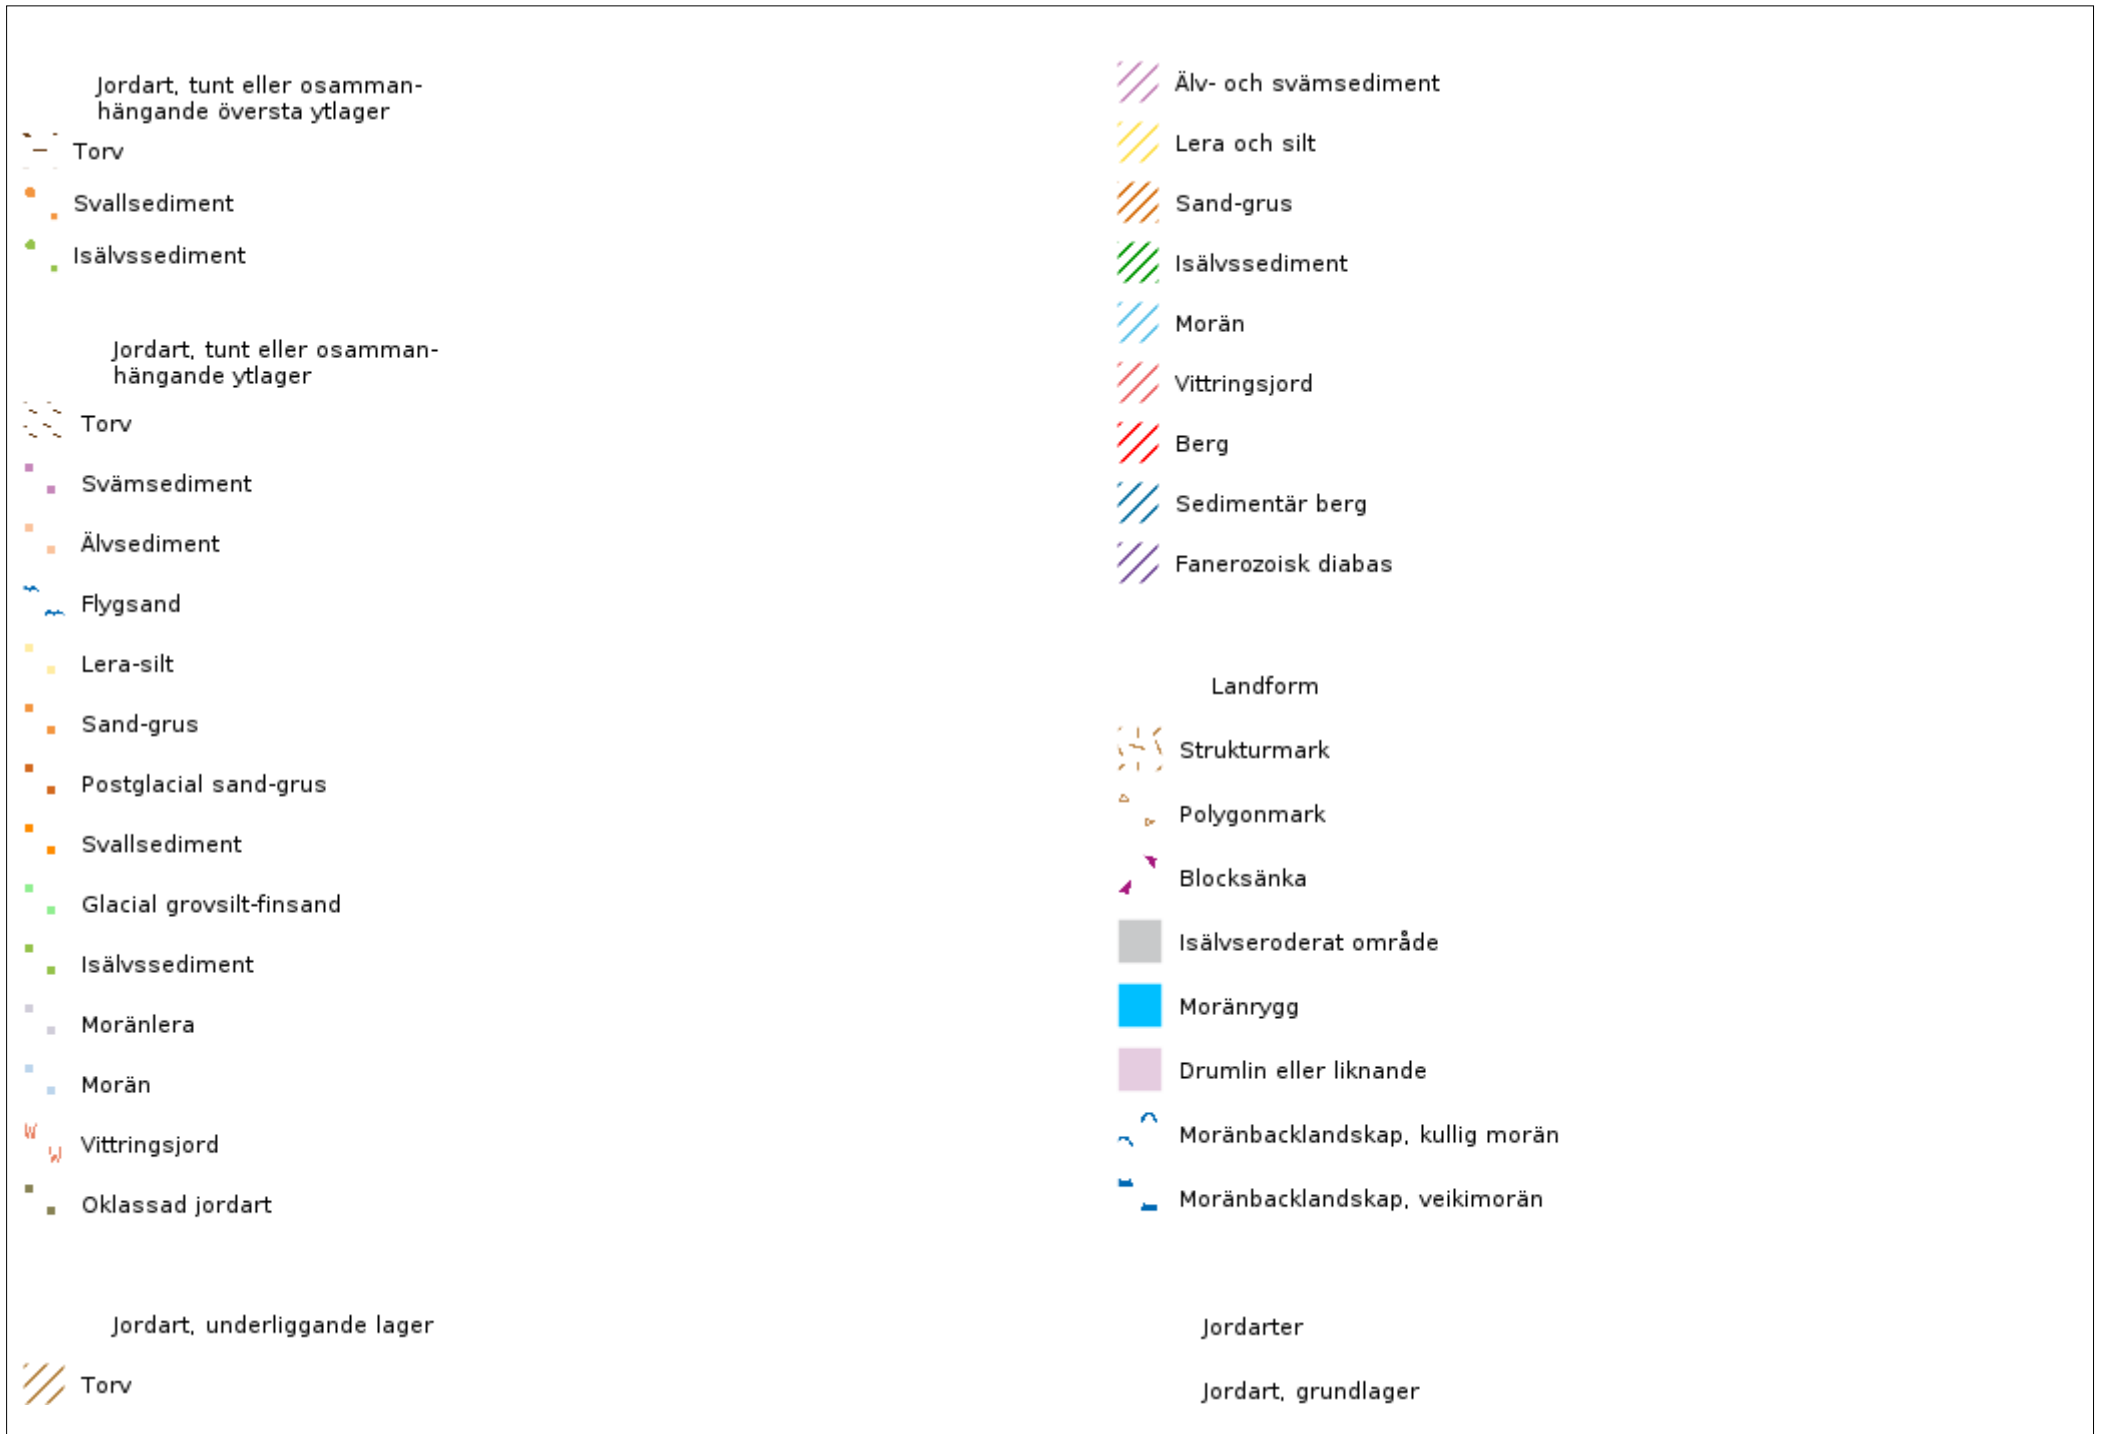 Jordart, tunt eller osamman-
hängande översta ytlager
Torv
Svallsediment
Isälvssediment
Jordart, tunt eller osamman-
hängande ytlager
Torv
Svämsediment
Älvsediment
Flygsand
Lera-silt
Sand-grus
Postglacial sand-grus
Svallsediment
Glacial grovsilt-finsand
Isälvssediment
Moränlera
Morän
Vittringsjord
Oklassad jordart
Jordart, underliggande lager
Torv
Älv- och svämsediment
Lera och silt
Sand-grus
Isälvssediment
Morän
Vittringsjord
Berg
Sedimentär berg
Fanerozoisk diabas
Landform
Strukturmark
Polygonmark
Blocksänka
Isälvseroderat område
Moränrygg
Drumlin eller liknande
Moränbacklandskap, kullig morän
Moränbacklandskap, veikimorän
Jordarter
Jordart, grundlager